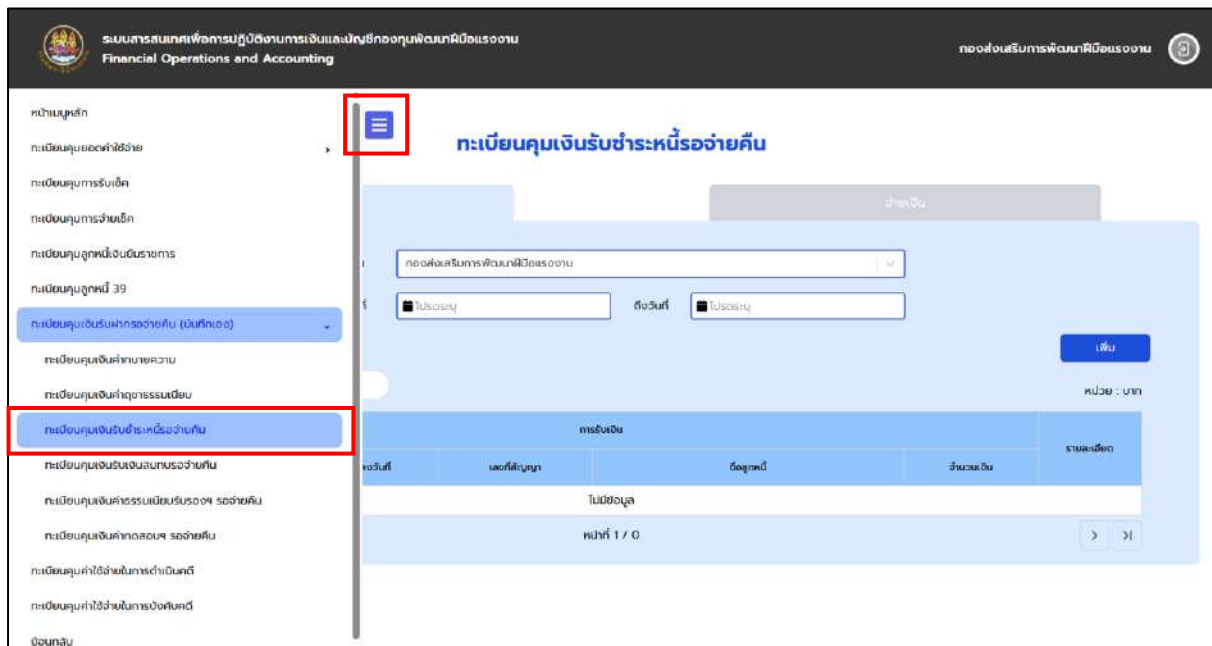 ระบบสารสนเทศเพื่อการปฏิบัติงานการเงินและบัญชีกองทุนพัฒนาฝีมือแรงงาน
Financial Operations and Accounting
กองส่งเสริมการพัฒนาฝีมือแรงงาน
หน้าเมนูหลัก
ทะเบียนคุมยอดค่าใช้จ่าย
ทะเบียนคุมการรับเช็ค
ทะเบียนคุมการจ่ายเช็ค
ทะเบียนคุมลูกหนี้เงินยืมราชการ
ทะเบียนคุมลูกหนี้ 39
ทะเบียนคุมเงินรับฝากรอจ่ายคืน (บันทึกเอง)
ทะเบียนคุมเงินค่าทนายความ
ทะเบียนคุมเงินค่าฤชาธรรมเนียม
ทะเบียนคุมเงินรับชำระหนี้รอจ่ายคืน
ทะเบียนคุมเงินรับเงินสมทบรอจ่ายคืน
ทะเบียนคุมเงินค่าธรรมเนียมรับรองฯ รอจ่ายคืน
ทะเบียนคุมเงินค่าทดสอบฯ รอจ่ายคืน
ทะเบียนคุมค่าใช้จ่ายในการดำเนินคดี
ทะเบียนคุมค่าใช้จ่ายในการบังคับคดี
ย้อนกลับ
ทะเบียนคุมเงินรับชำระหนี้รอจ่ายคืน
จ่ายเงิน
กองส่งเสริมการพัฒนาฝีมือแรงงาน
โปรดระบุ ถึงวันที่ โปรดระบุ
เพิ่ม
หน่วย : บาท
การรับเงิน รายละเอียด
เลขที่สัญญา ชื่อลูกหนี้ จำนวนเงิน
ไม่มีข้อมูล
หน้าที่ 1 / 0